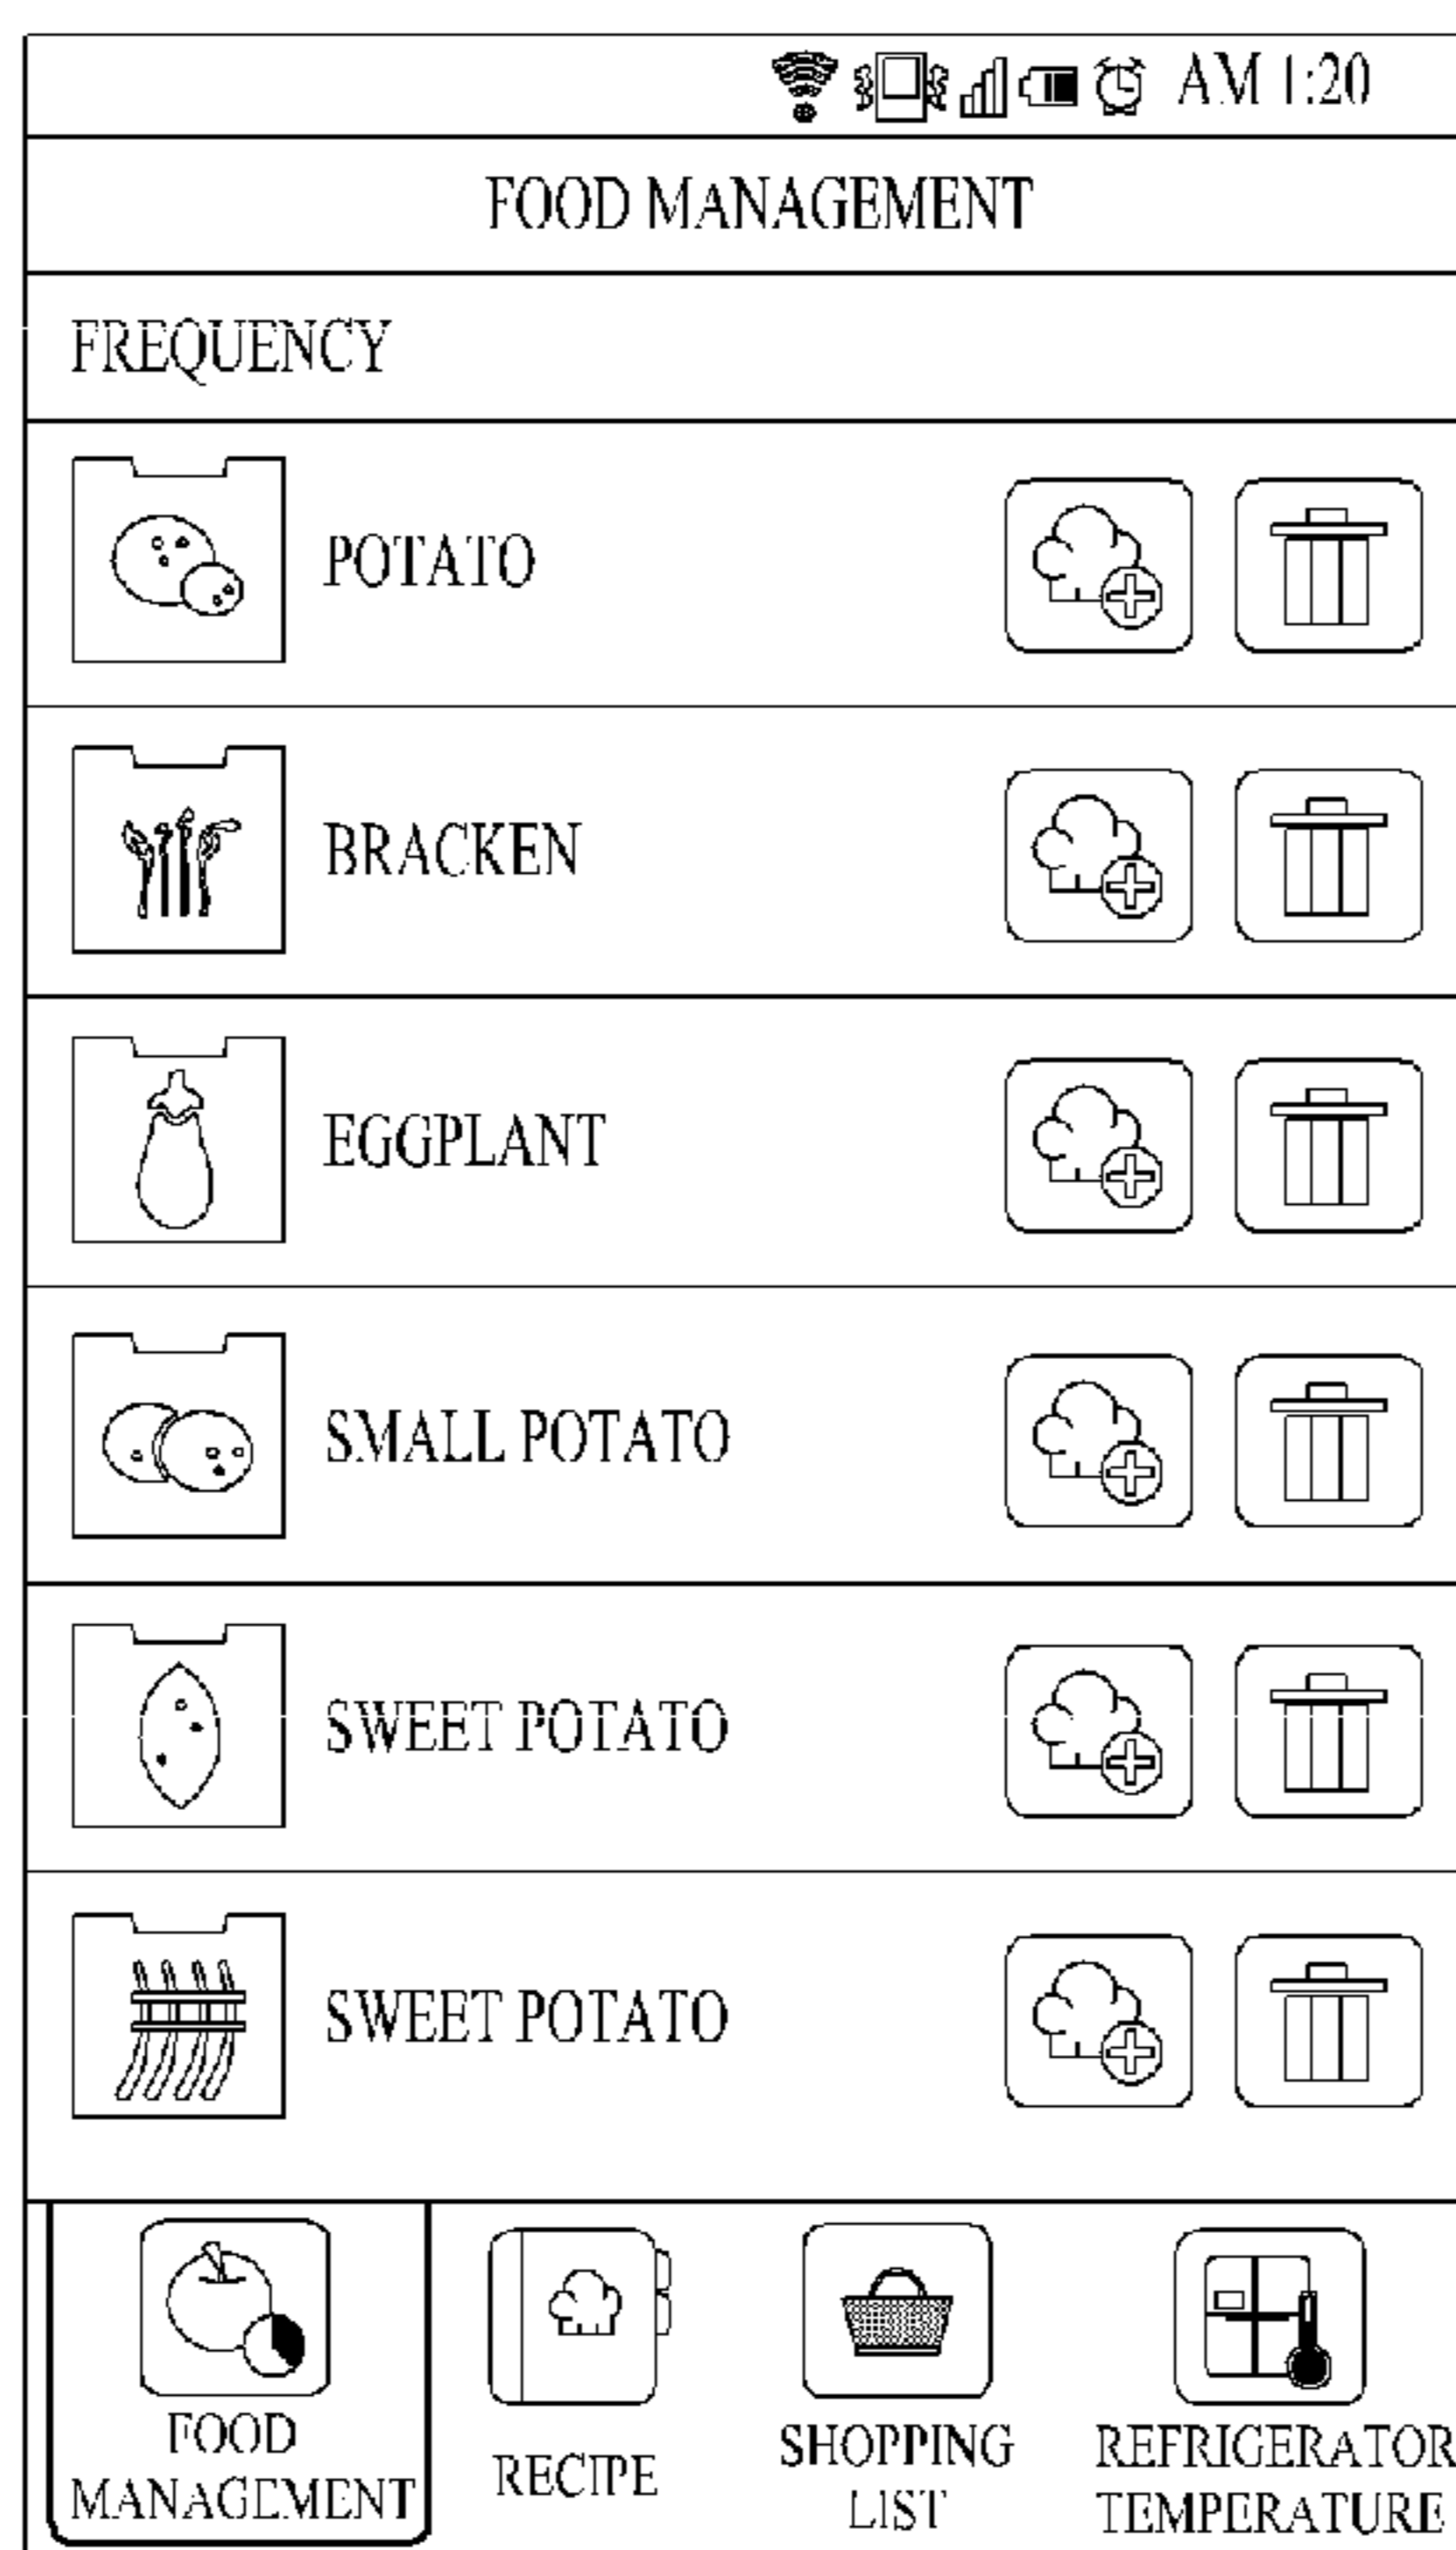 AM 1:20
FOOD MANAGEMENT
FREQUENCY
POTATO
BRACKEN
EGGPLANT
SMALL POTATO
SWEET POTATO
SWEET POTATO
FOOD
MANAGEMENT
RECIPE
SHOPPING
LIST
REFRIGERATOR
TEMPERATURE